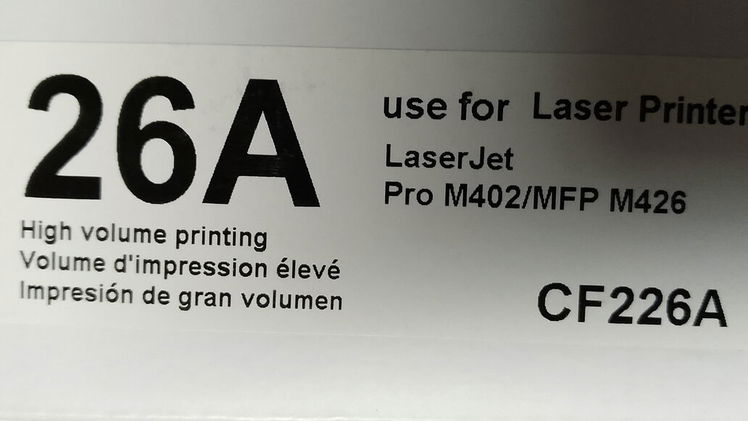 26A
High volume printing
Volume d'impression élevé
Impresión de gran volumen
use for Laser Printer
LaserJet
Pro M402/MFP M426
CF226A